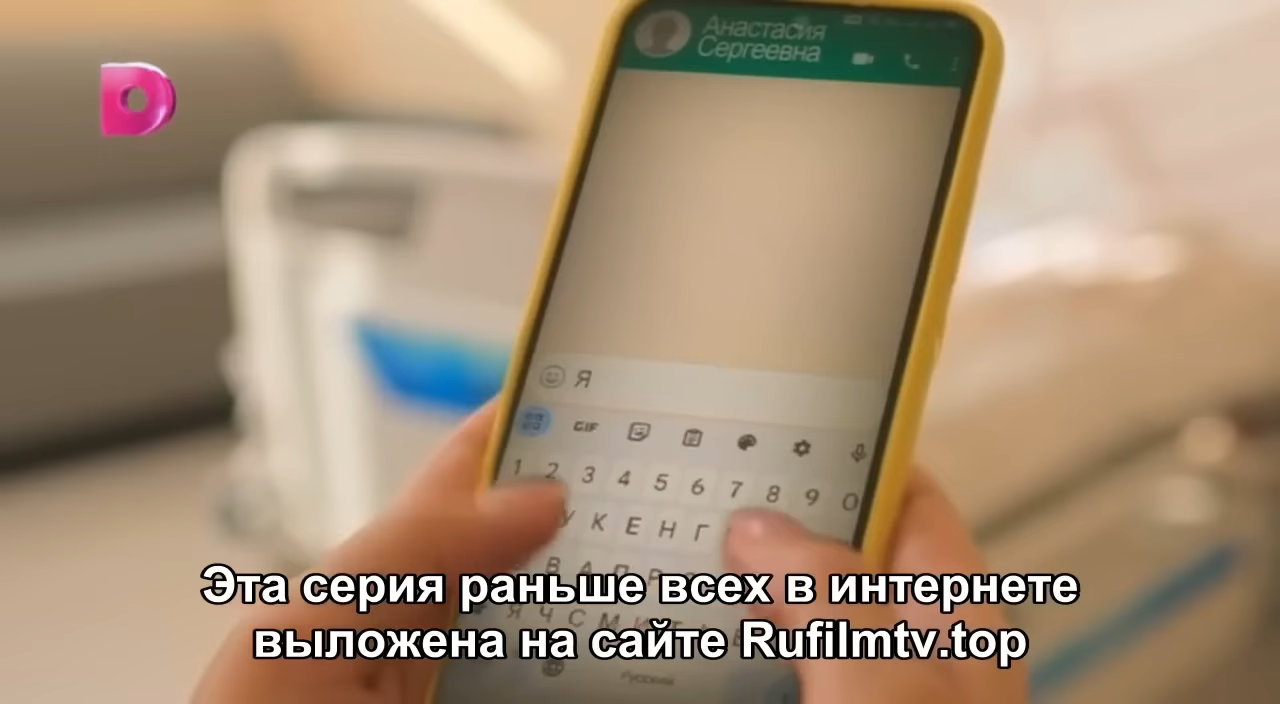 Анастасия
Сергеевна
Я
GIF
1 2 3 4 5 6 7 8 9 0
У К Е Н Г
В А П Р
Я Ч С М И Т
Русский
Эта серия раньше всех в интернете
выложена на сайте Rufilmtv.top